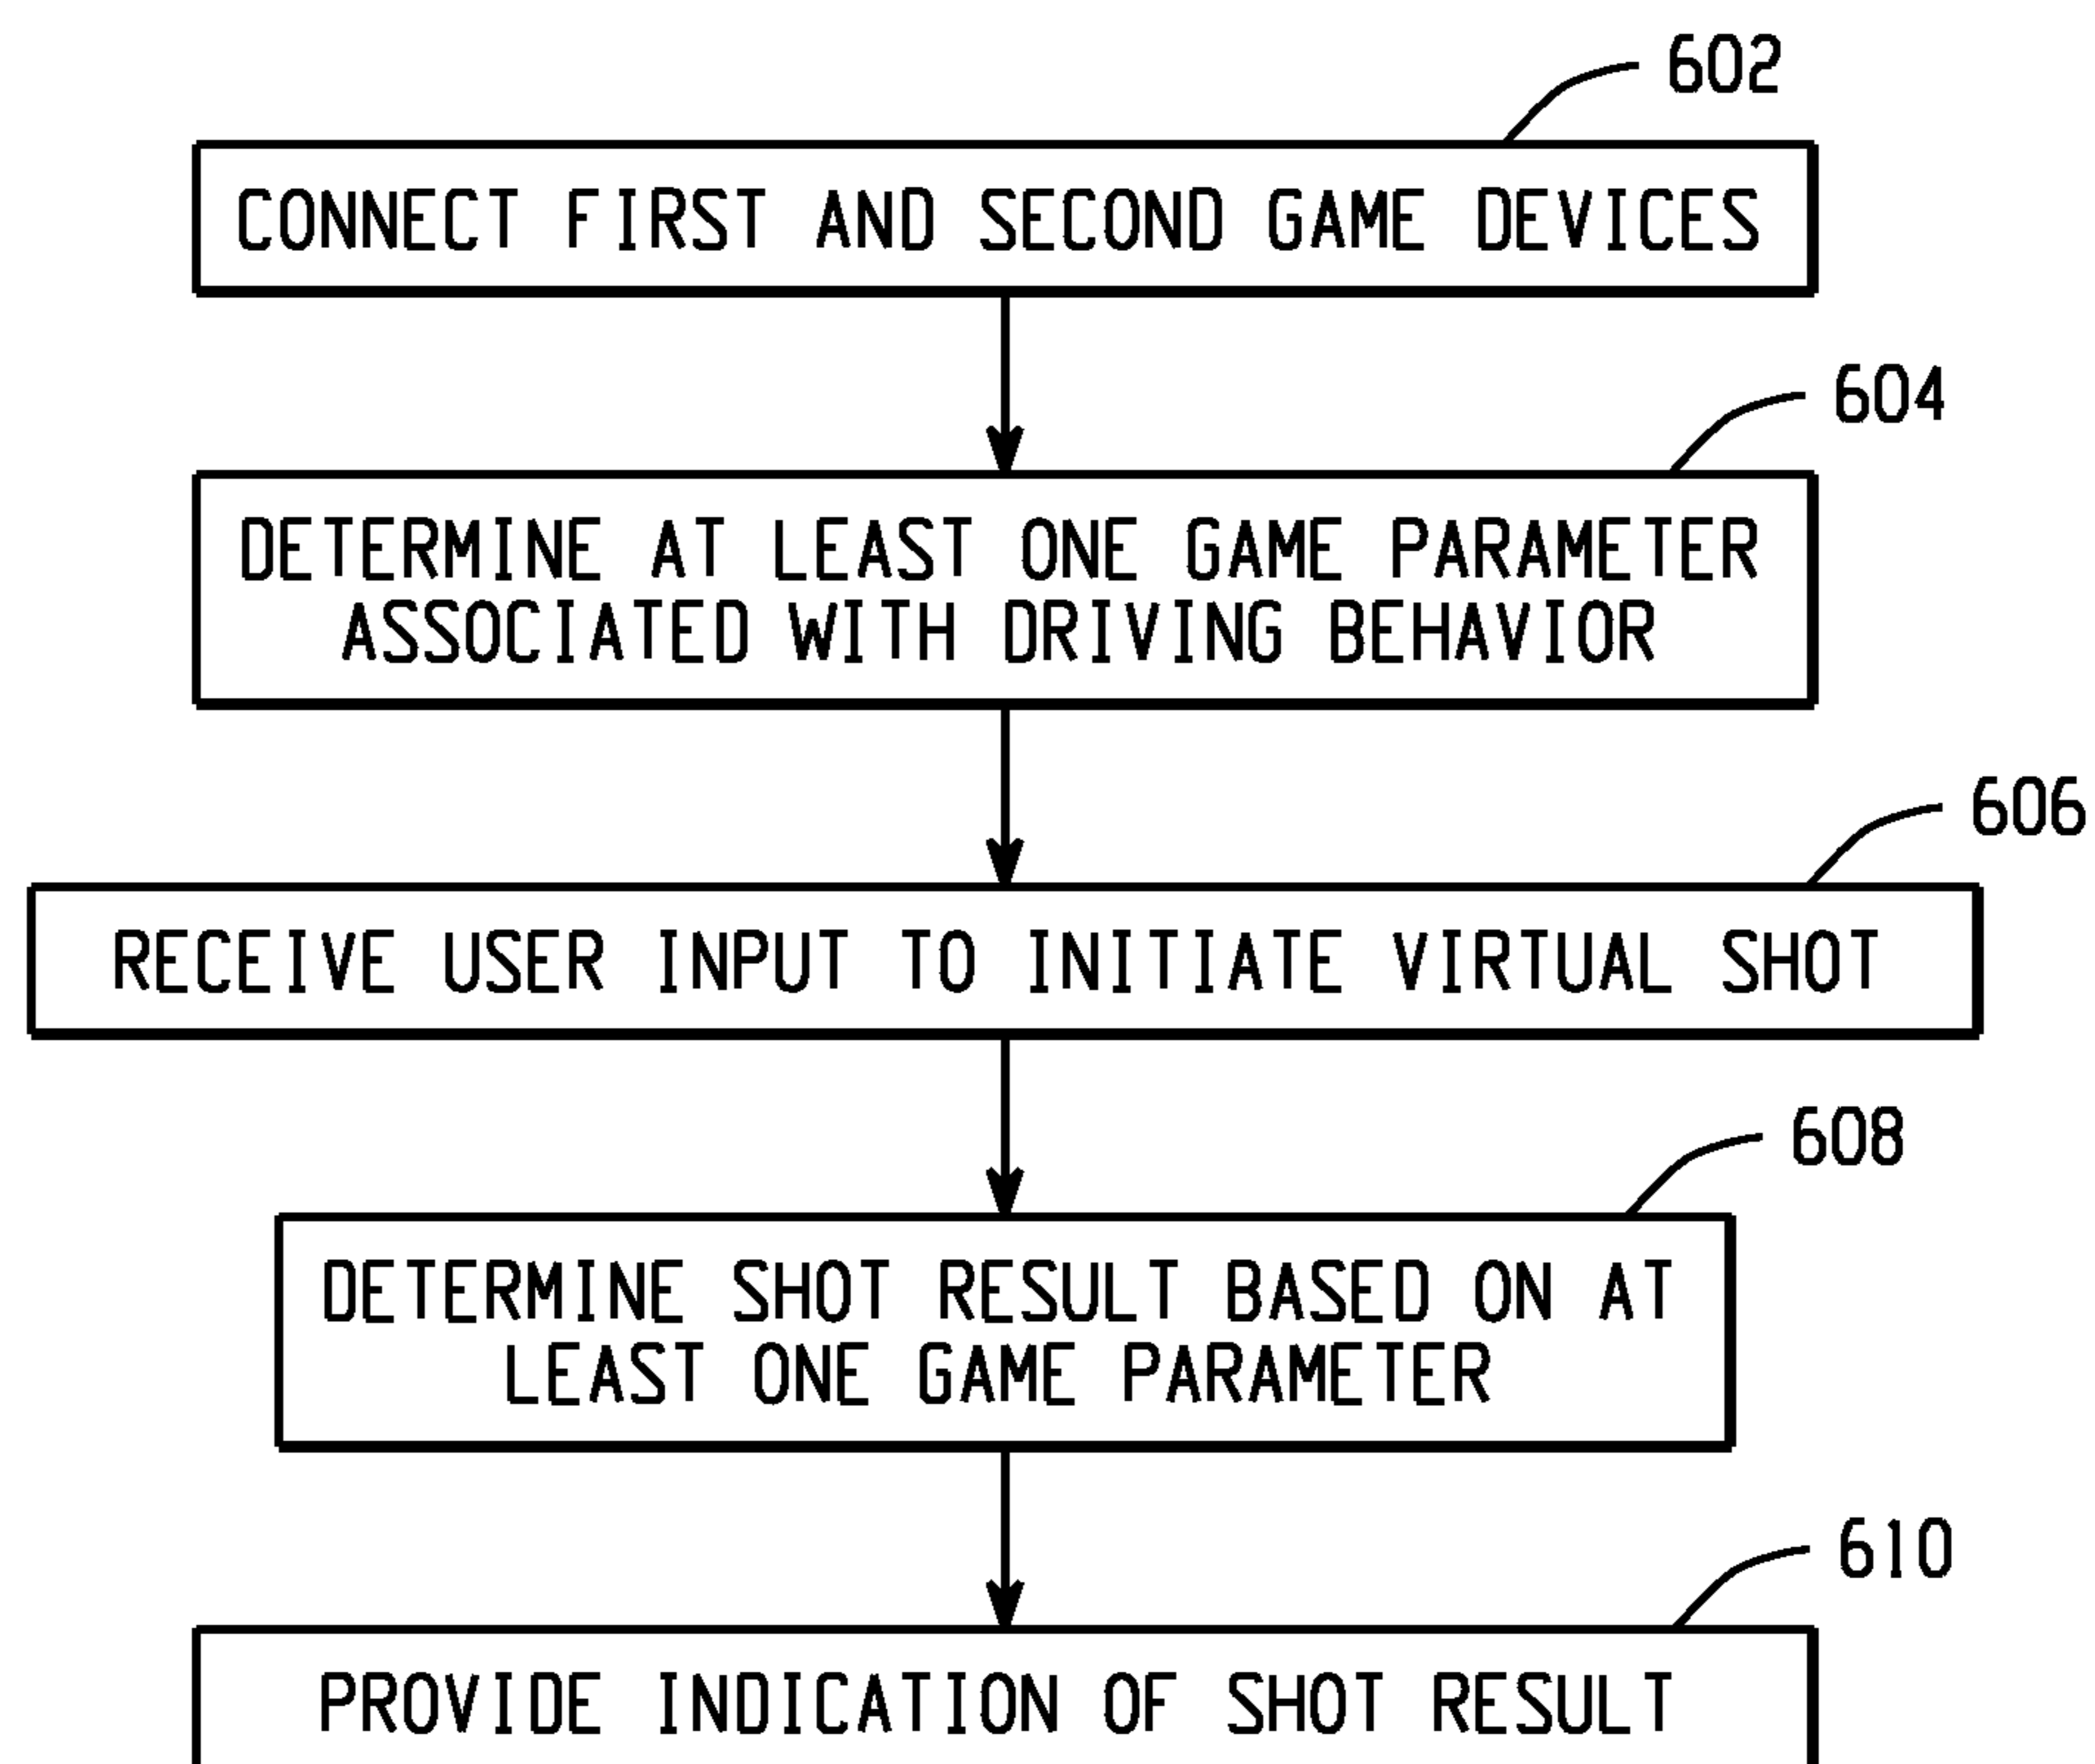 602
CONNECT FIRST AND SECOND GAME DEVICES
604
DETERMINE AT LEAST ONE GAME PARAMETER
ASSOCIATED WITH DRIVING BEHAVIOR
606
RECEIVE USER INPUT TO INITIATE VIRTUAL SHOT
608
DETERMINE SHOT RESULT BASED ON AT
LEAST ONE GAME PARAMETER
610
PROVIDE INDICATION OF SHOT RESULT